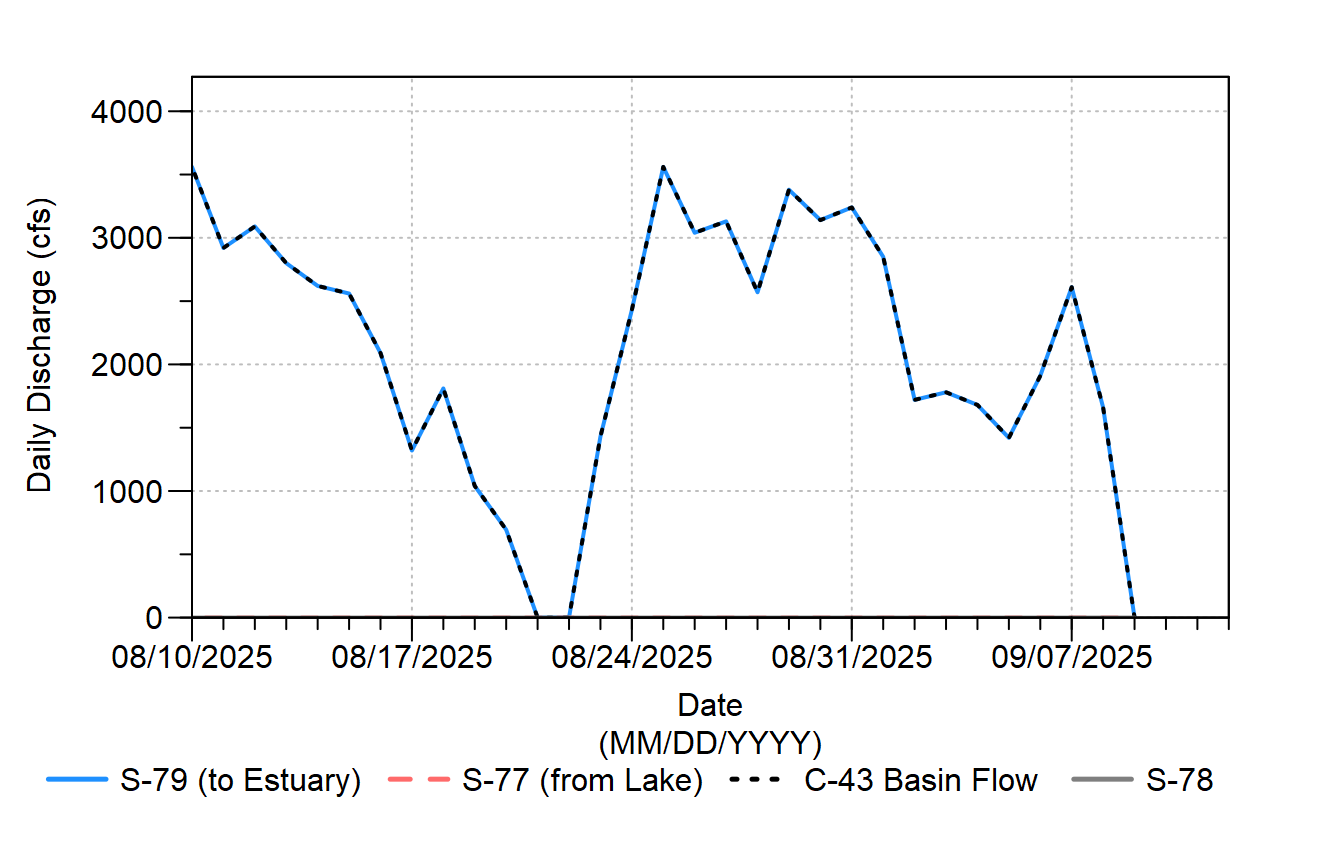 4000
3000
2000
1000
0
Daily Discharge (cfs)
08/10/2025 08/17/2025 08/24/2025 08/31/2025 09/07/2025
Date
(MM/DD/YYYY)
S-79 (to Estuary) S-77 (from Lake) C-43 Basin Flow S-78